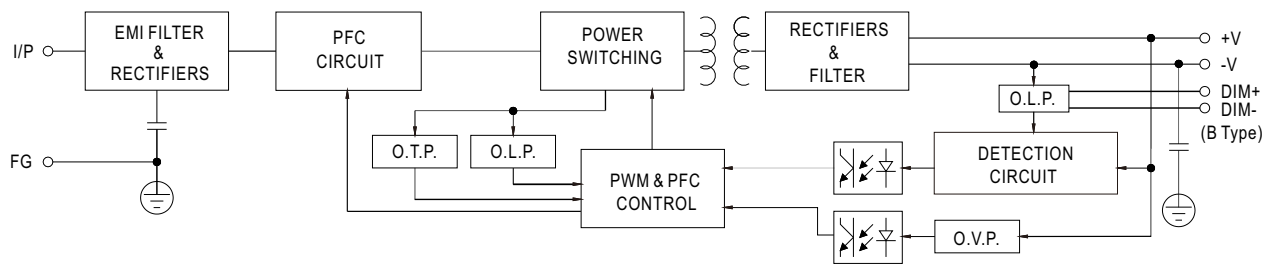 I/P
EMI FILTER
&
RECTIFIERS
PFC
CIRCUIT
POWER
SWITCHING
RECTIFIERS
&
FILTER
+V
-V
DIM+
DIM-
(B Type)
O.L.P.
FG
O.T.P.
O.L.P.
PWM & PFC
CONTROL
DETECTION
CIRCUIT
O.V.P.